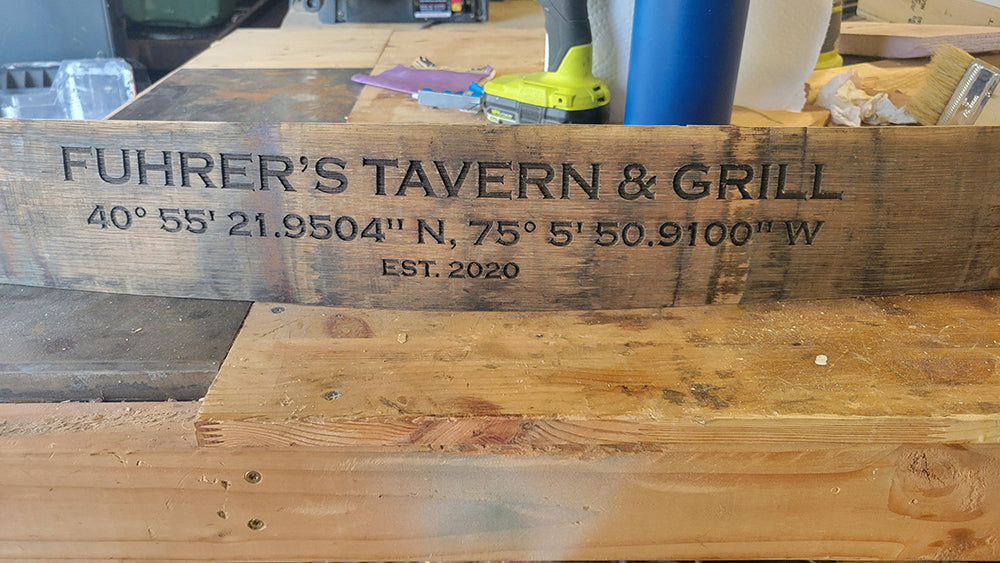 FUHRER'S TAVERN & GRILL
40° 55' 21.9504" N, 75° 5' 50.9100" W
EST. 2020